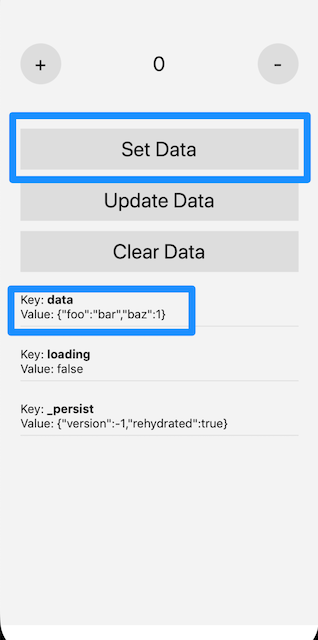 + 0 -
Set Data
Update Data
Clear Data
Key: data
Value: {"foo":"bar","baz":1}
Key: loading
Value: false
Key: _persist
Value: {"version":-1,"rehydrated":true}